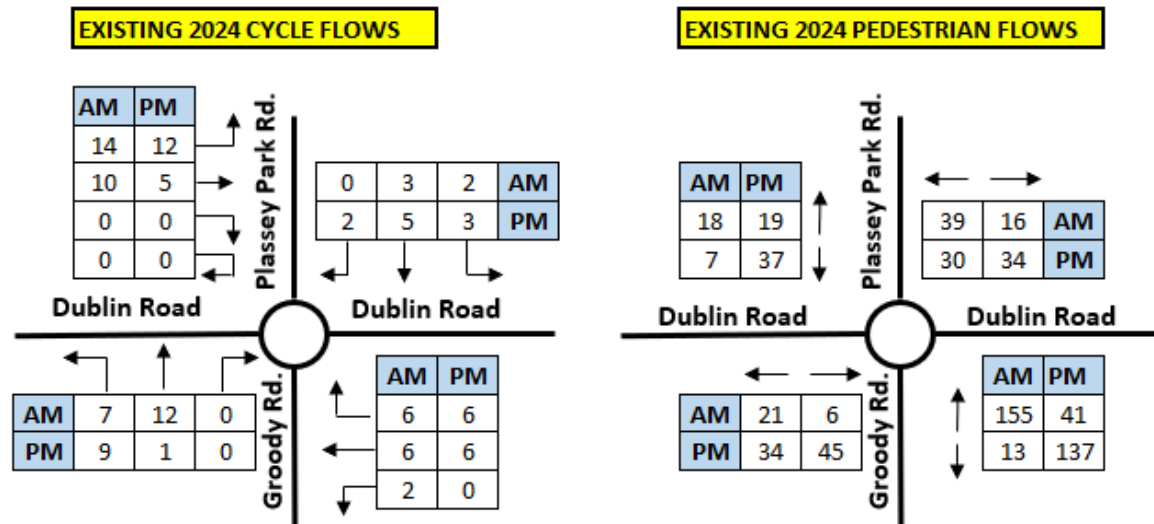 EXISTING 2024 CYCLE FLOWS
AM PM
14 12
10 5
0 0
0 0
Plassey Park Rd.
0 3 2 AM
2 5 3 PM
Dublin Road
Dublin Road
AM 7 12 0
PM 9 1 0
Groody Rd.
AM PM
6 6
6 6
2 0
EXISTING 2024 PEDESTRIAN FLOWS
AM PM
18 19
7 37
Plassey Park Rd.
39 16 AM
30 34 PM
Dublin Road
Dublin Road
AM 21 6
PM 34 45
Groody Rd.
AM PM
155 41
13 137